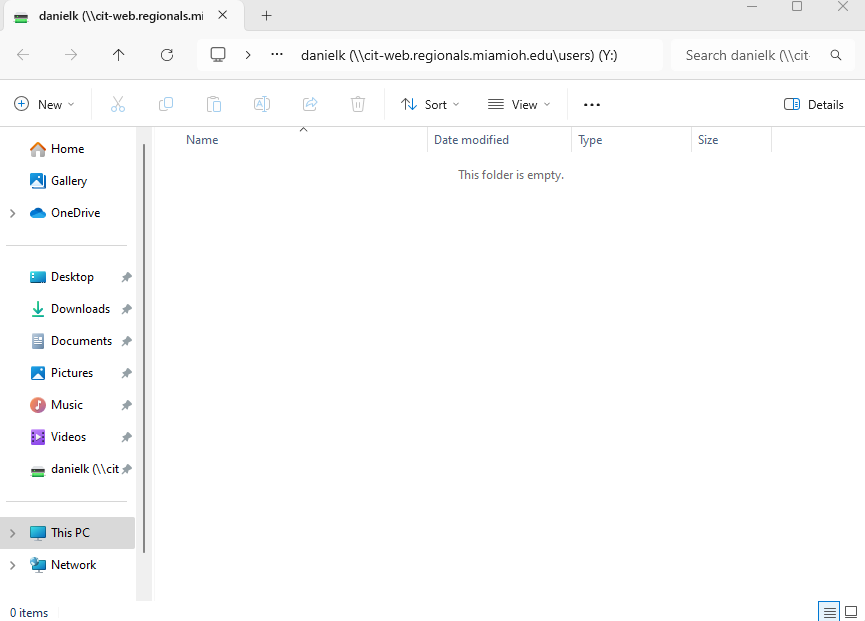 danielk (\\cit-web.regionals.mi
danielk (\\cit-web.regionals.miamioh.edu\users) (Y:)
Search danielk (\\cit-
New
Sort
View
Details
Name
Date modified
Type
Size
This folder is empty.
Home
Gallery
OneDrive
Desktop
Downloads
Documents
Pictures
Music
Videos
danielk (\\cit
This PC
Network
0 items